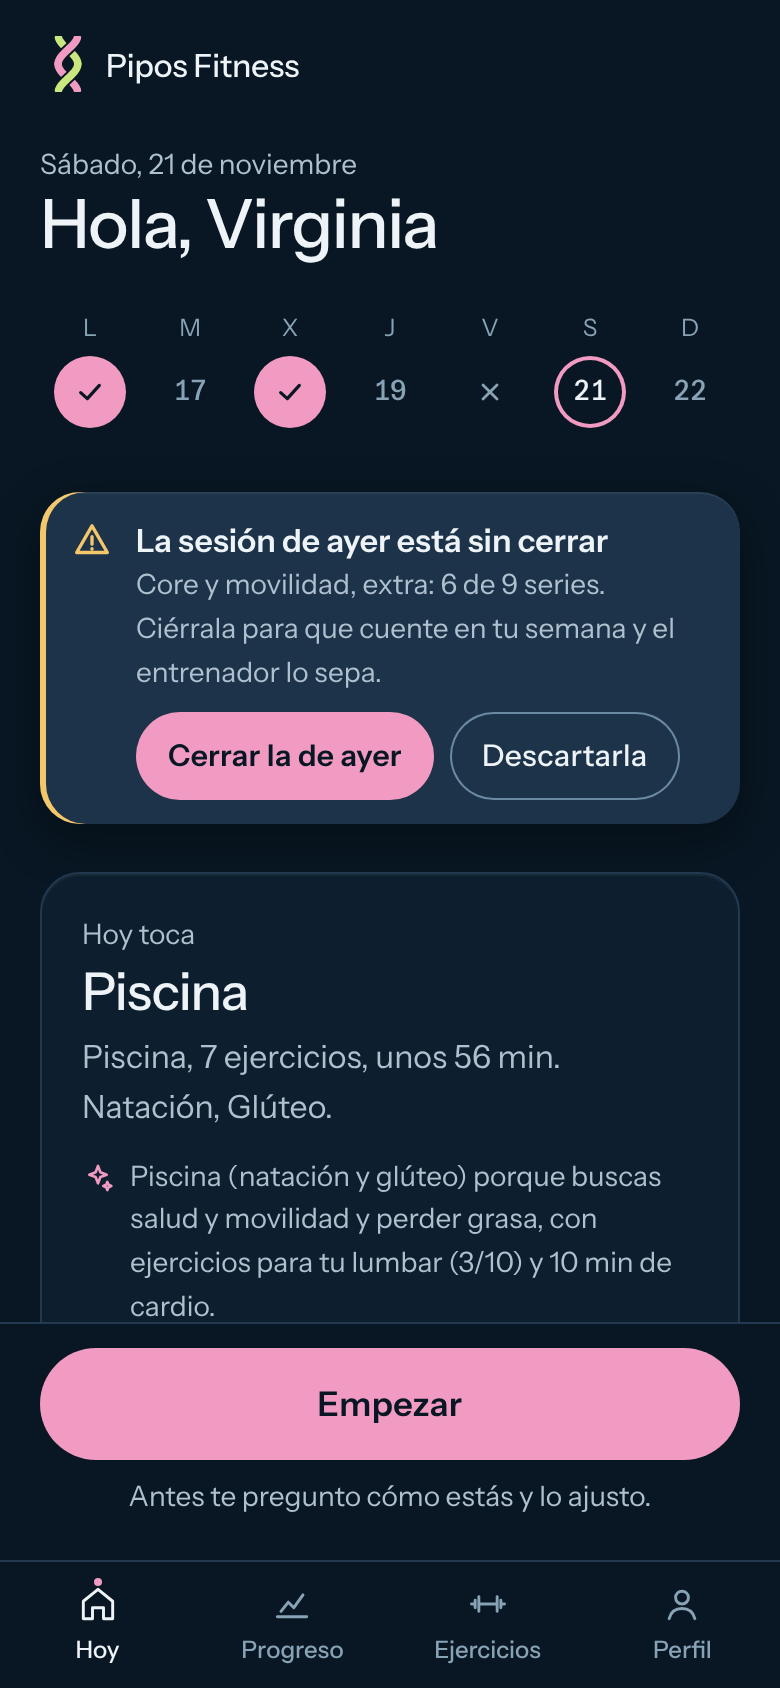 Pipos Fitness
Sábado, 21 de noviembre
Hola, Virginia
L M X J V S D
17 19 21 22
La sesión de ayer está sin cerrar
Core y movilidad, extra: 6 de 9 series.
Ciérrala para que cuente en tu semana y el
entrenador lo sepa.
Cerrar la de ayer Descartarla
Hoy toca
Piscina
Piscina, 7 ejercicios, unos 56 min.
Natación, Glúteo.
Piscina (natación y glúteo) porque buscas
salud y movilidad y perder grasa, con
ejercicios para tu lumbar (3/10) y 10 min de
cardio.
Empezar
Antes te pregunto cómo estás y lo ajusto.
Hoy Progreso Ejercicios Perfil